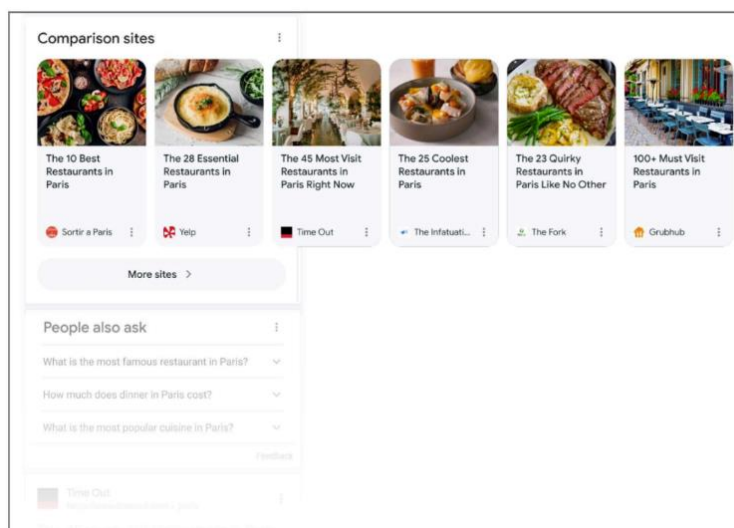 Comparison sites
The 10 Best
Restaurants in
Paris
Sortir a Paris
The 28 Essential
Restaurants in
Paris
Yelp
The 45 Most Visit
Restaurants in
Paris Right Now
Time Out
The 25 Coolest
Restaurants in
Paris
The Infatuati...
The 23 Quirky
Restaurants in
Paris Like No Other
The Fork
100+ Must Visit
Restaurants in
Paris
Grubhub
More sites
People also ask
What is the most famous restaurant in Paris?
How much does dinner in Paris cost?
What is the most popular cuisine in Paris?
Feedback
Time Out